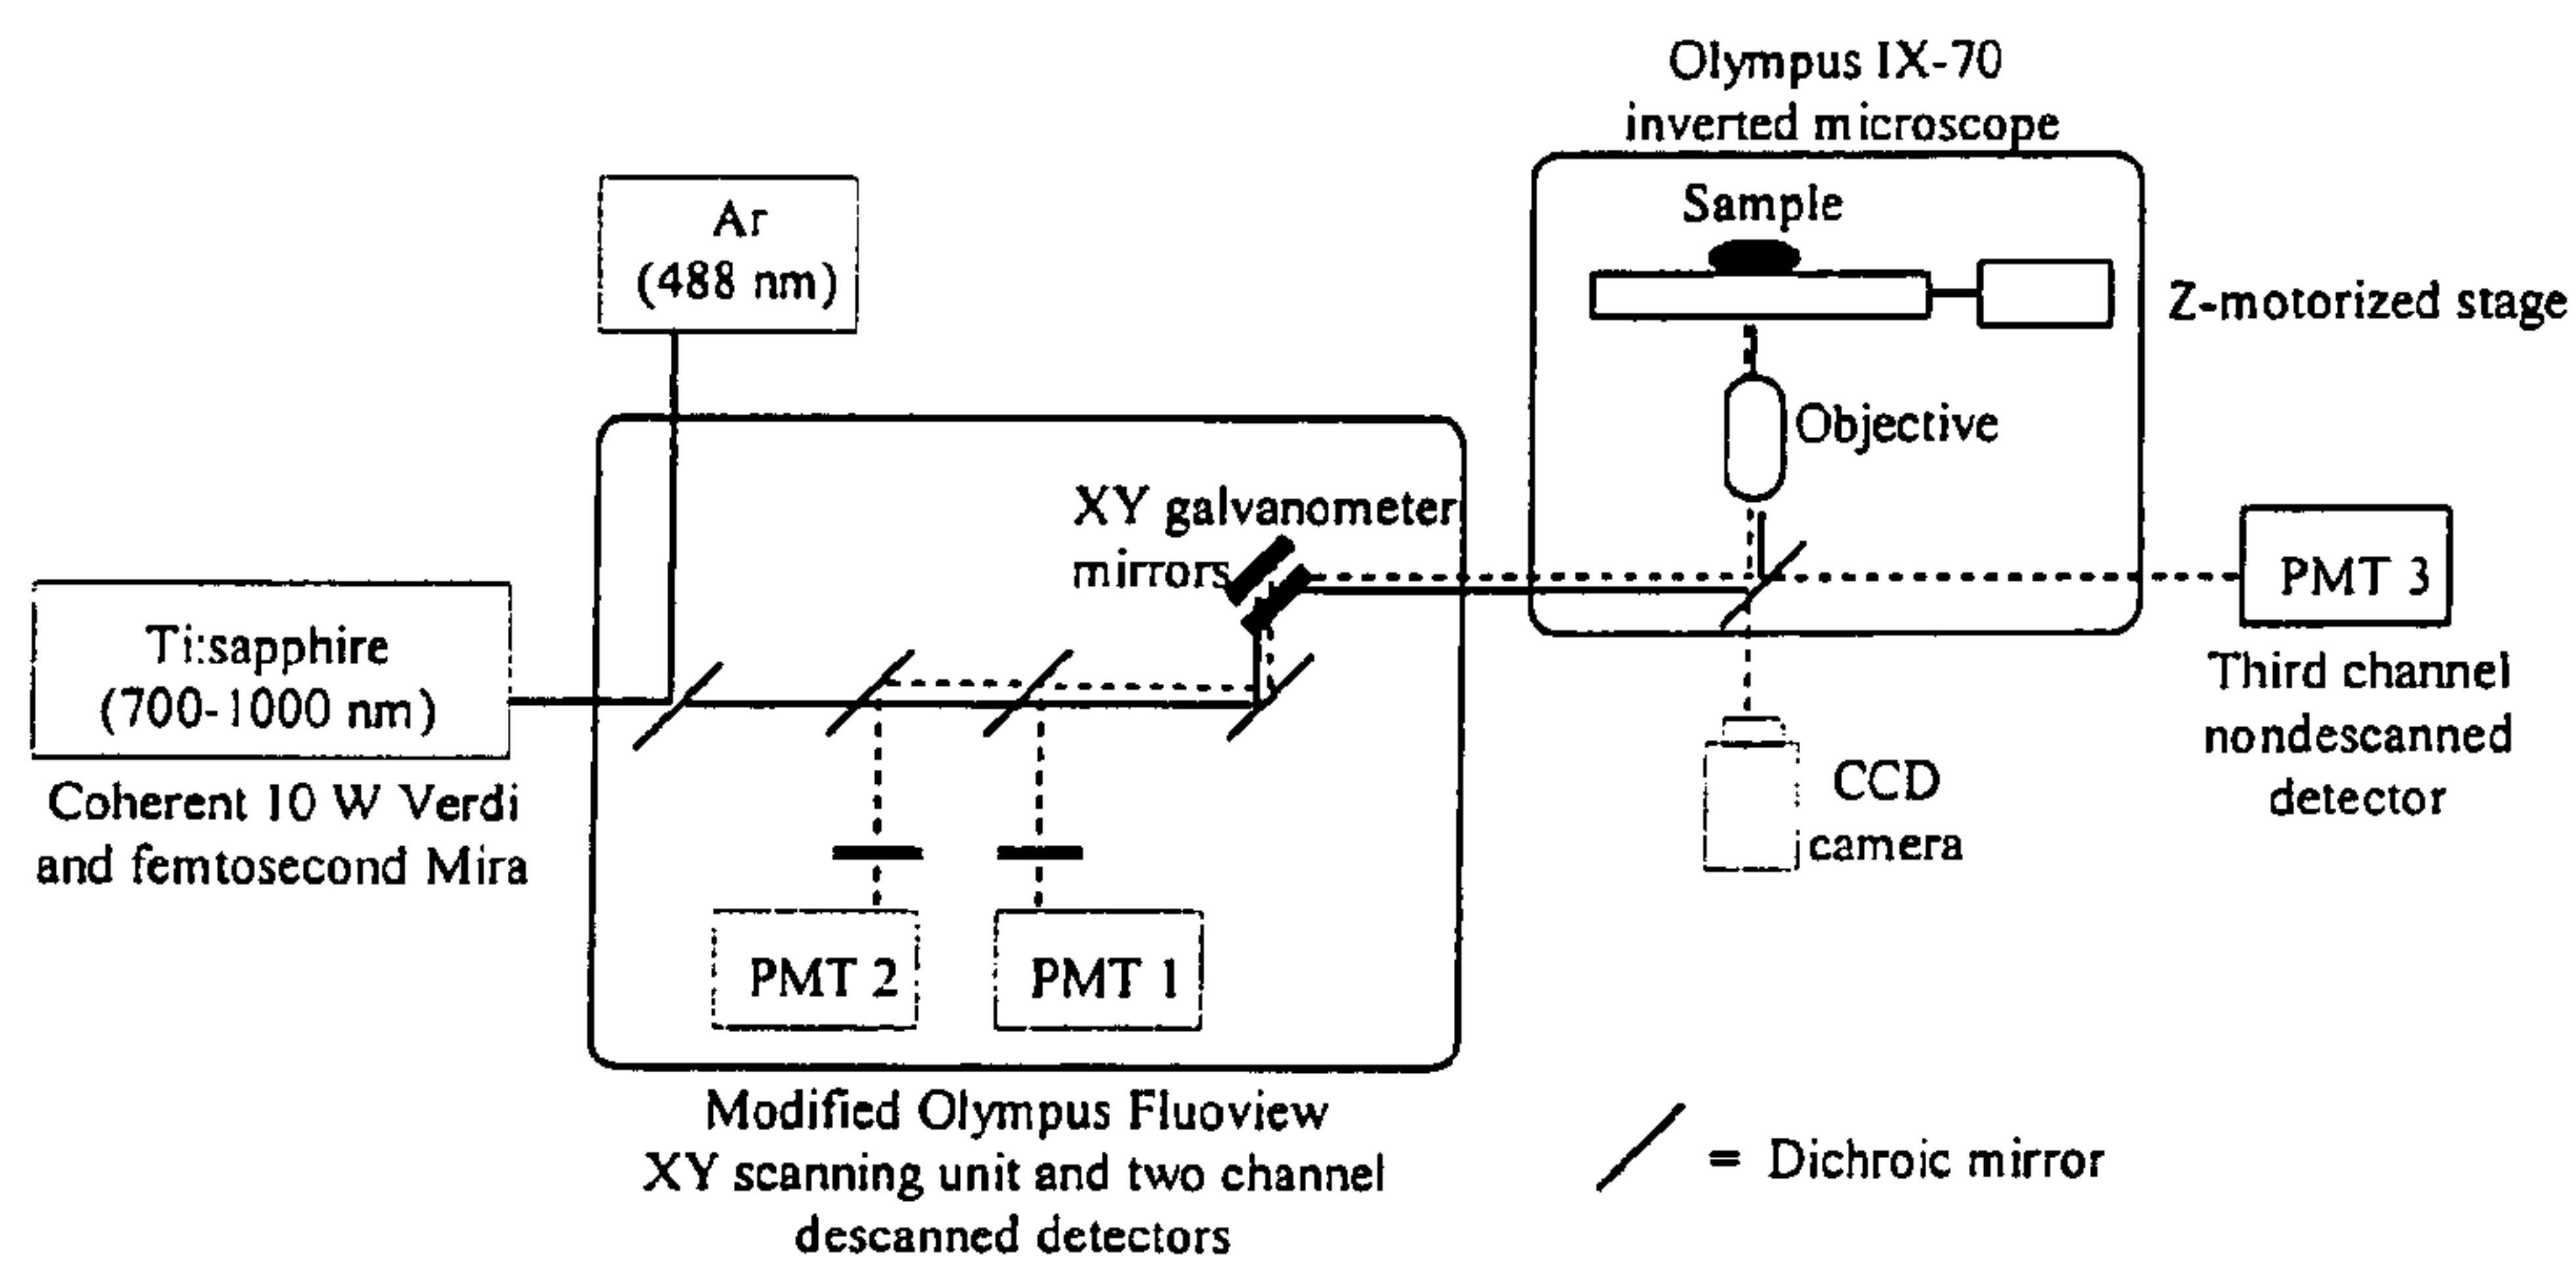 Olympus IX-70
inverted microscope
Sample
Z-motorized stage
Objective
Ar
(488 nm)
XY galvanometer
mirrors
Ti:sapphire
(700-1000 nm)
Coherent 10 W Verdi
and femtosecond Mira
PMT 3
Third channel
nondescanned
detector
CCD
camera
PMT 2
PMT 1
Modified Olympus Fluoview
XY scanning unit and two channel
descanned detectors
= Dichroic mirror